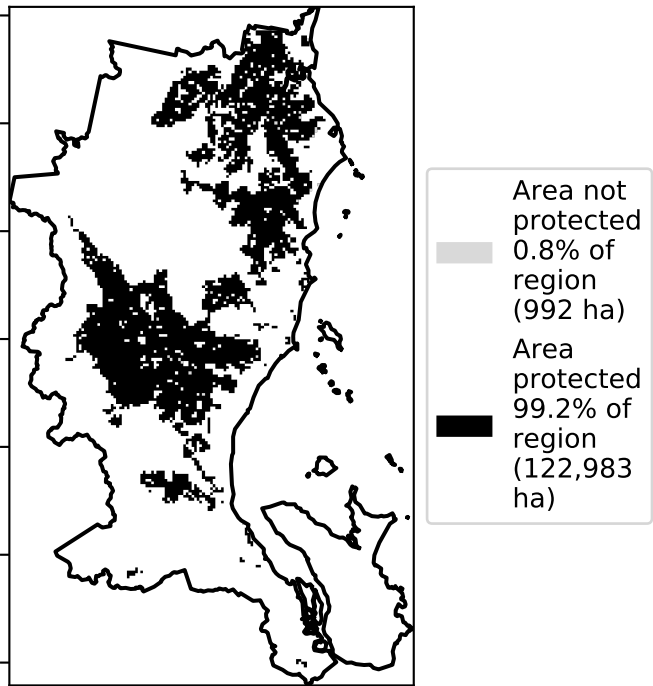 Area not
protected
0.8% of
region
(992 ha)
Area
protected
99.2% of
region
(122,983
ha)